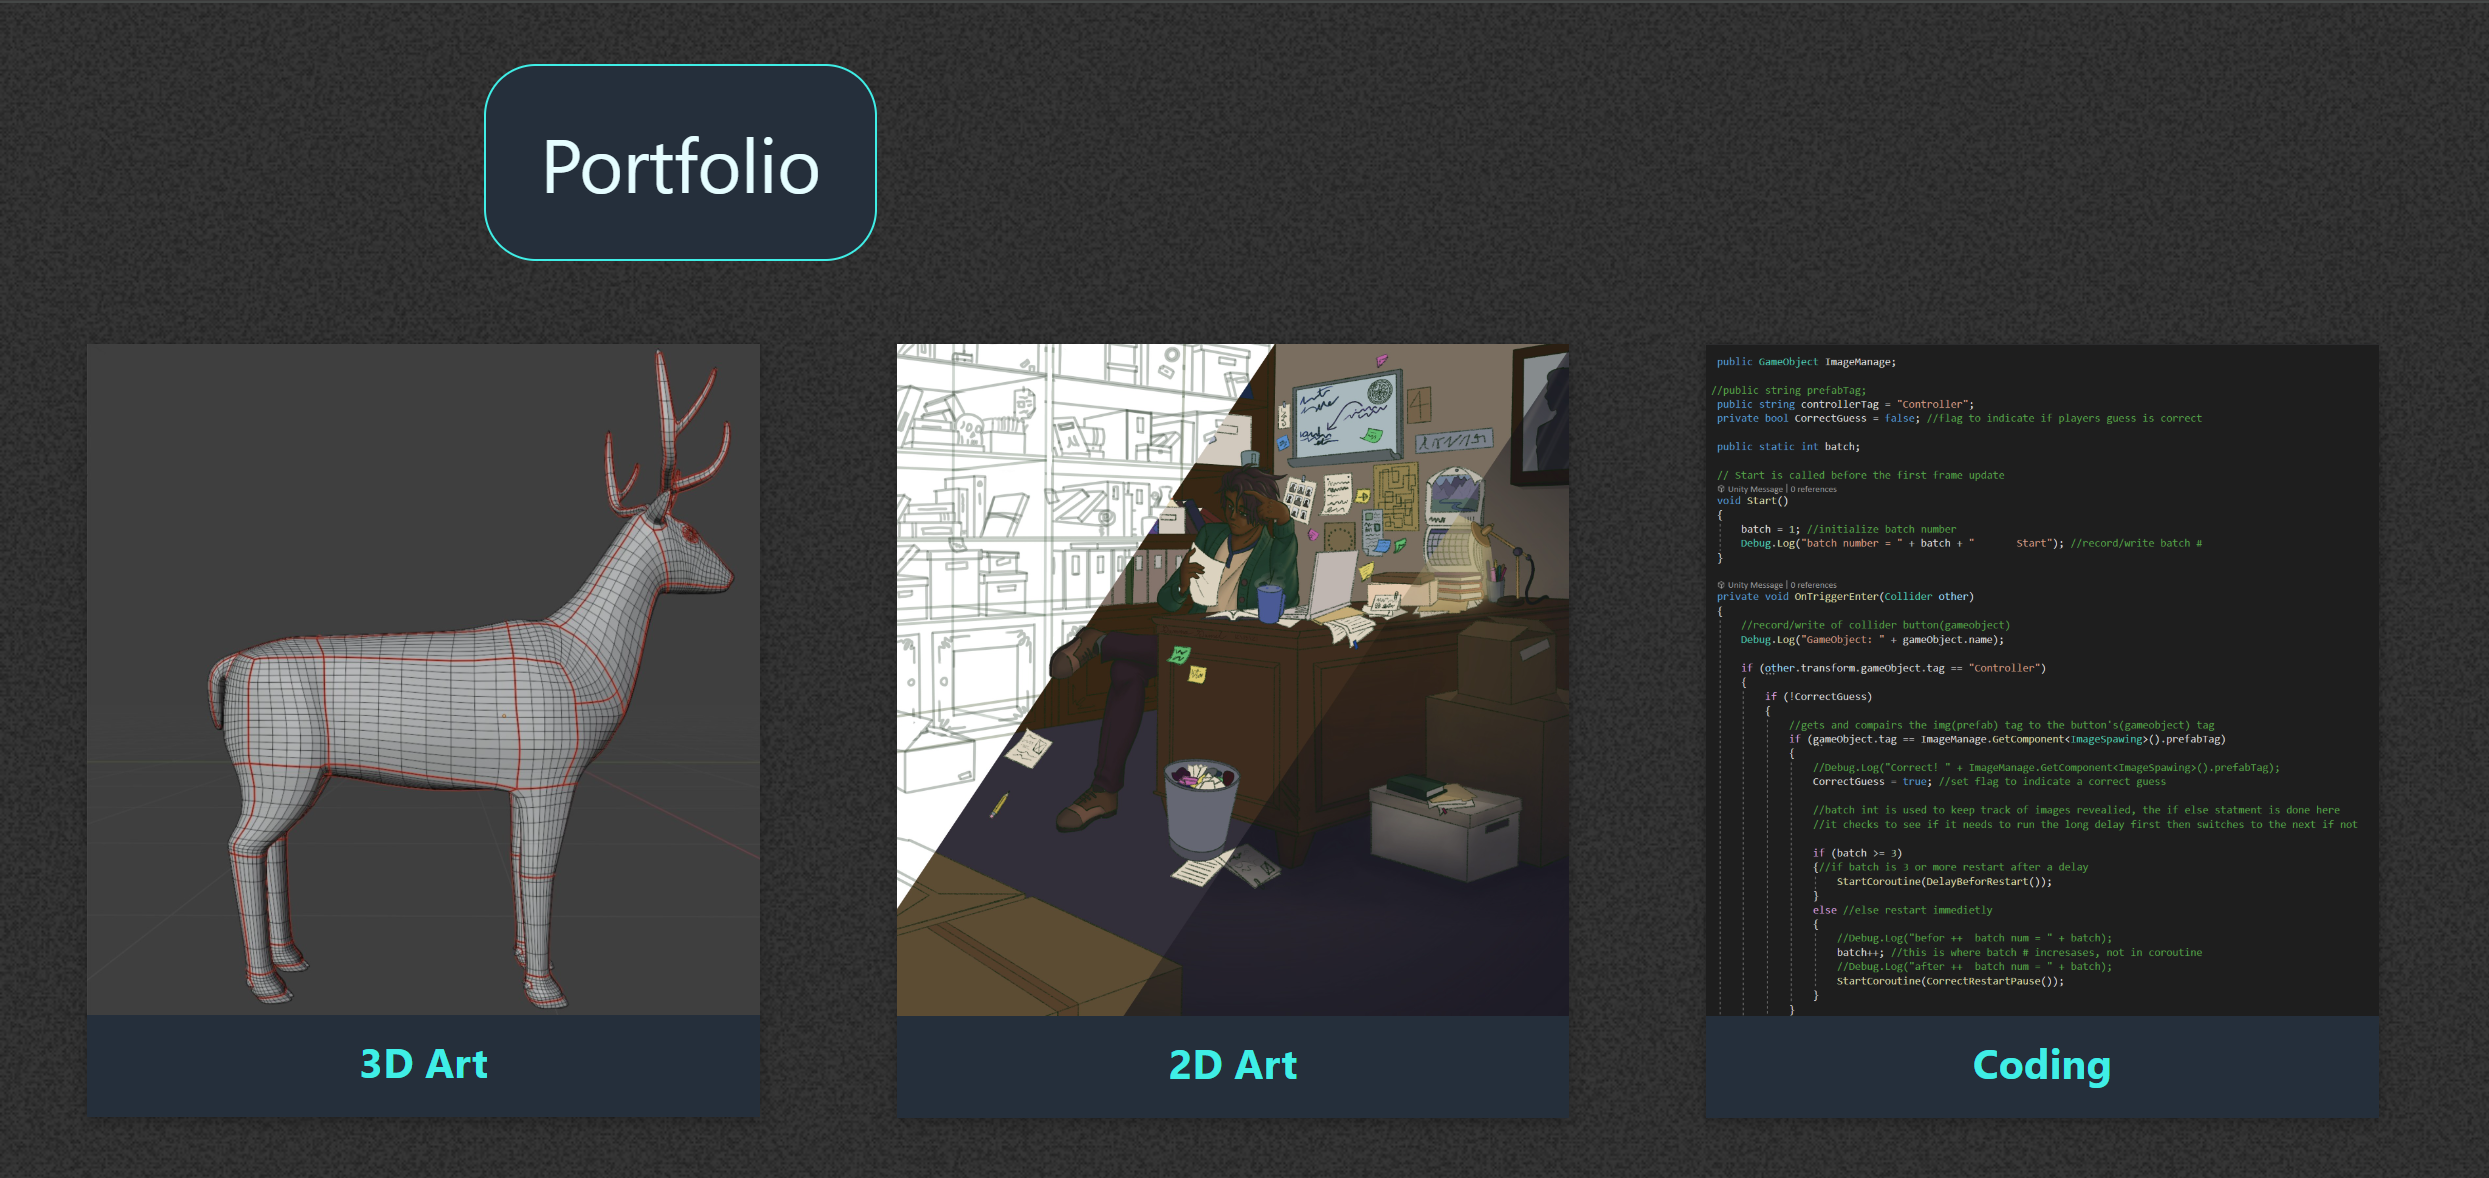 Portfolio
public GameObject ImageManage;
//public string prefabTag;
public string controllerTag = "Controller";
private bool CorrectGuess = false; //flag to indicate if players guess is correct
public static int batch;
// Start is called before the first frame update
Unity Message | 0 references
void Start()
{
batch = 1; //initialize batch number
Debug.Log("batch number = " + batch + "       Start"); //record/write batch #
}
Unity Message | 0 references
private void OnTriggerEnter(Collider other)
{
//record/write of collider button(gameobject)
Debug.Log("GameObject: " + gameObject.name);
if (other.transform.gameObject.tag == "Controller")
{
if (!CorrectGuess)
{
//gets and compairs the img(prefab) tag to the button's(gameobject) tag
if (gameObject.tag == ImageManage.GetComponent<ImageSpawing>().prefabTag)
{
//Debug.Log("Correct! " + ImageManage.GetComponent<ImageSpawing>().prefabTag);
CorrectGuess = true; //set flag to indicate a correct guess
//batch int is used to keep track of images revealied, the if else statment is done here
//it checks to see if it needs to run the long delay first then switches to the next if not
if (batch >= 3)
{//if batch is 3 or more restart after a delay
StartCoroutine(DelayBeforRestart());
}
else //else restart immedietly
{
//Debug.Log("befor ++  batch num = " + batch);
batch++; //this is where batch # incresases, not in coroutine
//Debug.Log("after ++  batch num = " + batch);
StartCoroutine(CorrectRestartPause());
}
}
3D Art
2D Art
Coding